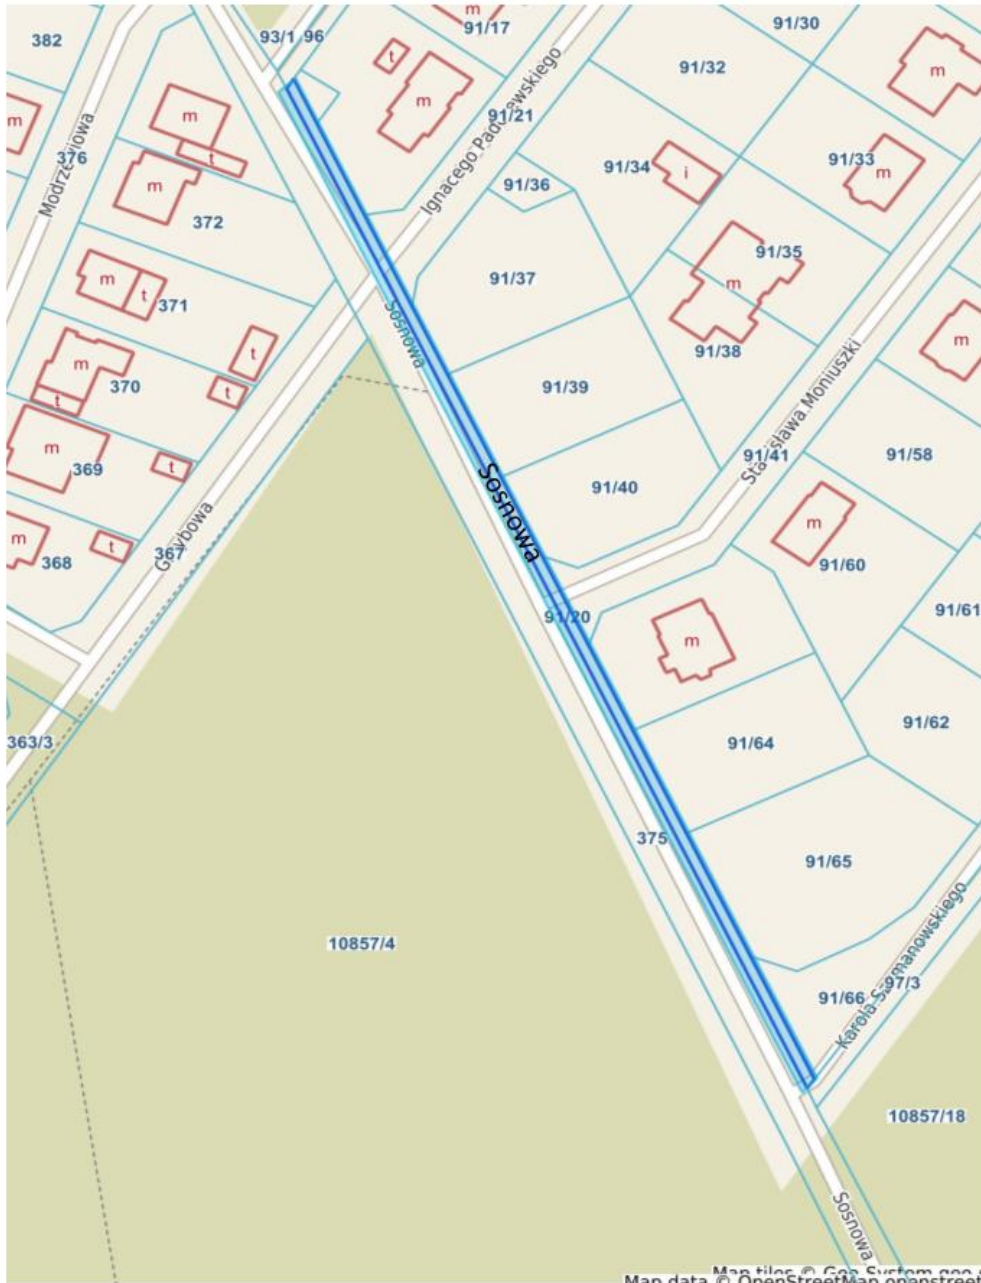 382
93/1 96
m
91/17
91/30
t
91/32
m
m
m
m
Modrzewiowa
376
t
91/21
Ignacego Paderewskiego
91/34
i
91/33
m
m
372
91/36
91/35
m
t
371
91/37
m
m
t
Sosnowa
91/38
m
370
t
t
91/39
Stanisława Moniuszki
m
369
t
91/41
91/58
91/40
Sosnowa
m
m
368
t
367
Grzybowa
91/60
91/20
91/61
m
363/3
91/64
91/62
375
91/65
10857/4
97/3
91/66
Karola Szymanowskiego
10857/18
Sosnowa
Map tiles © Geo-System
Map data © OpenStreetMap